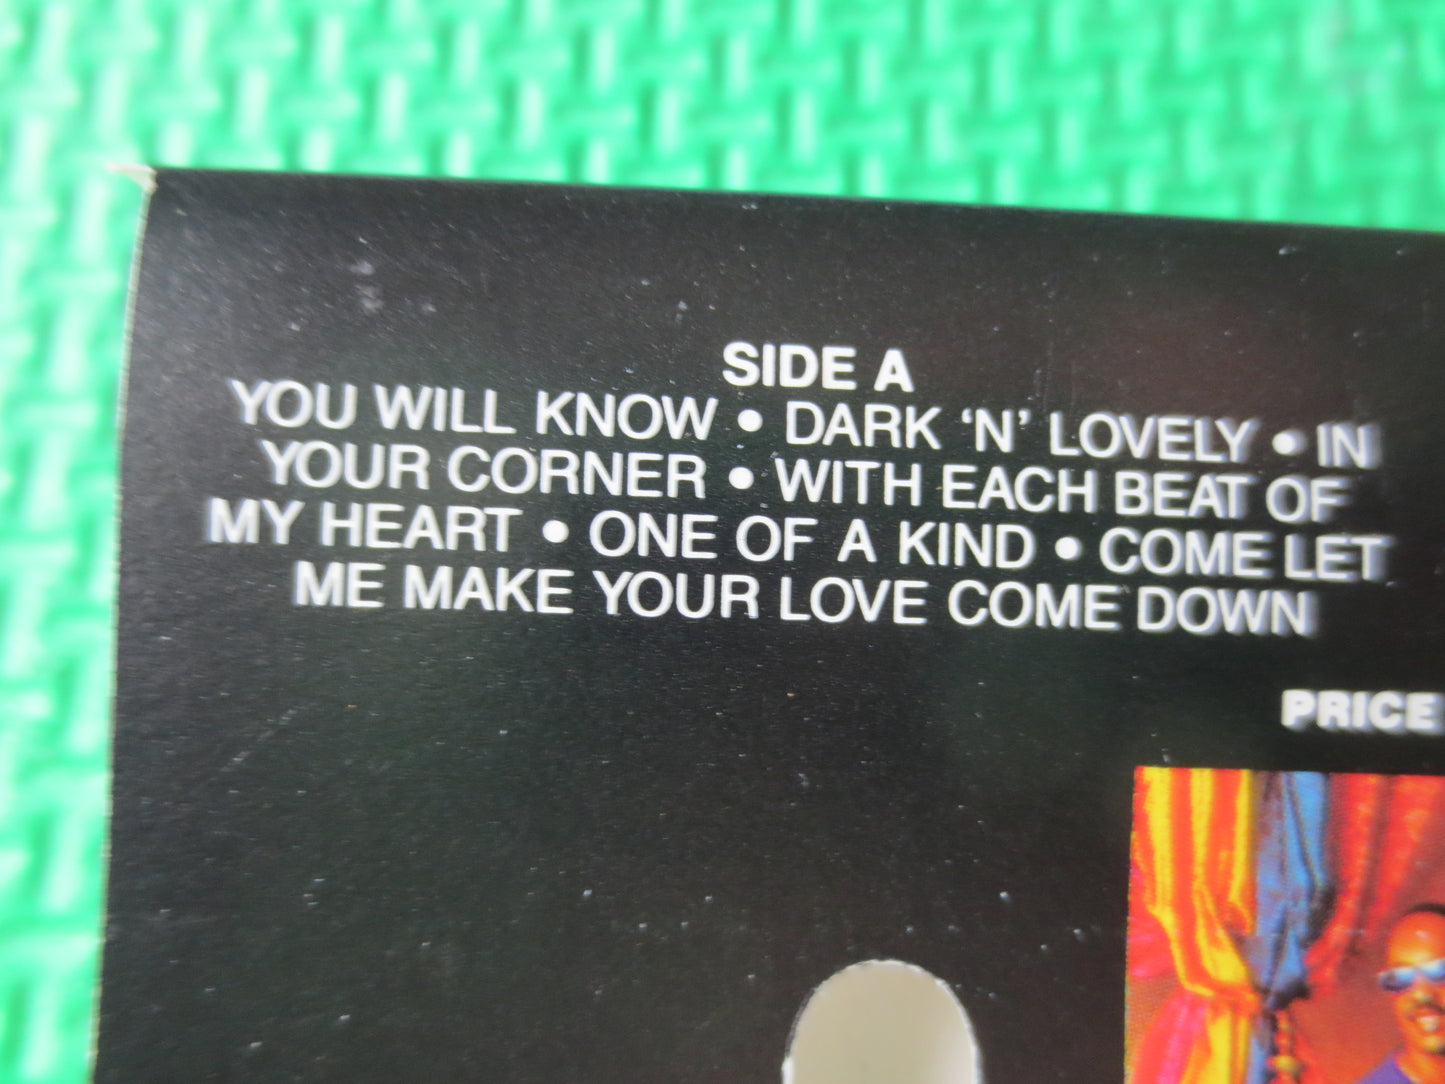 SIDE A
YOU WILL KNOW • DARK 'N' LOVELY • IN
YOUR CORNER • WITH EACH BEAT OF
MY HEART • ONE OF A KIND • COME LET
ME MAKE YOUR LOVE COME DOWN
PRICE